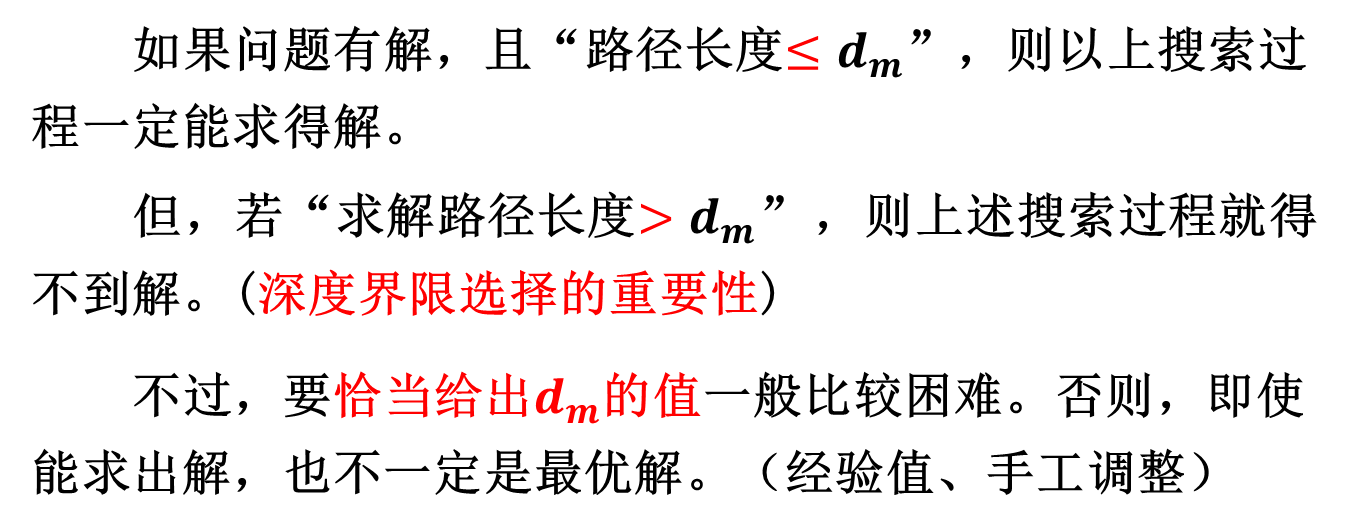 如果问题有解，且“路径长度≤ dₘ”，则以上搜索过
程一定能求得解。
但，若“求解路径长度> dₘ”，则上述搜索过程就得
不到解。(深度界限选择的重要性)
不过，要恰当给出dₘ的值一般比较困难。否则，即使
能求出解，也不一定是最优解。（经验值、手工调整）